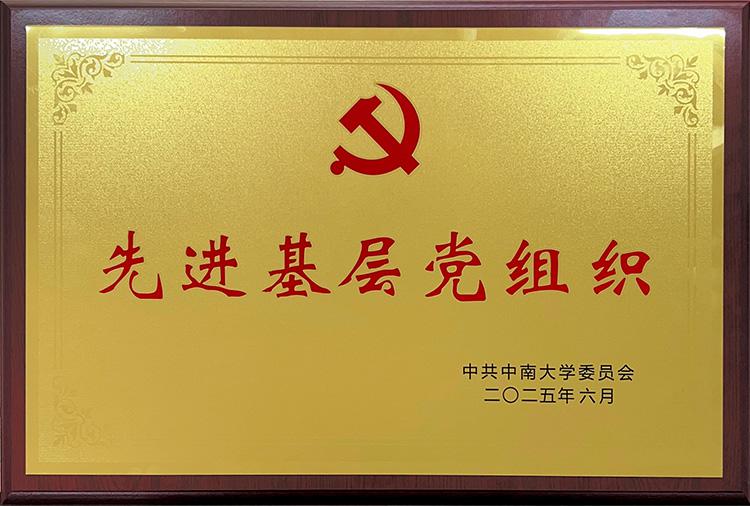 先进基层党组织
中共中南大学委员会
二〇二五年六月